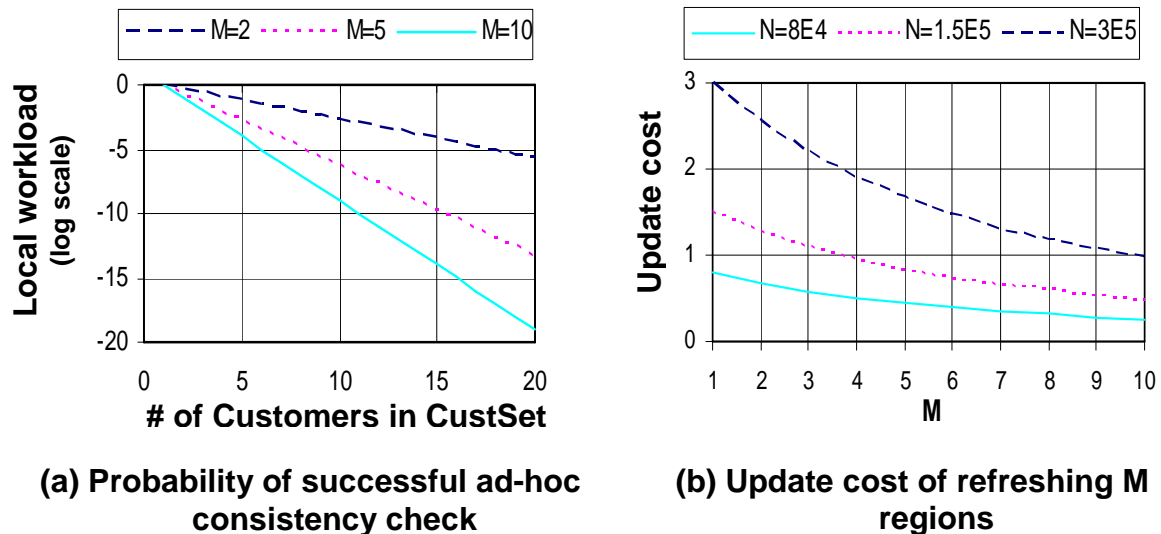 M=2 M=5 M=10
Local workload
(log scale)
0
-5
-10
-15
-20
0 5 10 15 20
# of Customers in CustSet
(a) Probability of successful ad-hoc
consistency check
N=8E4 N=1.5E5 N=3E5
Update cost
3
2
1
0
1 2 3 4 5 6 7 8 9 10
M
(b) Update cost of refreshing M
regions